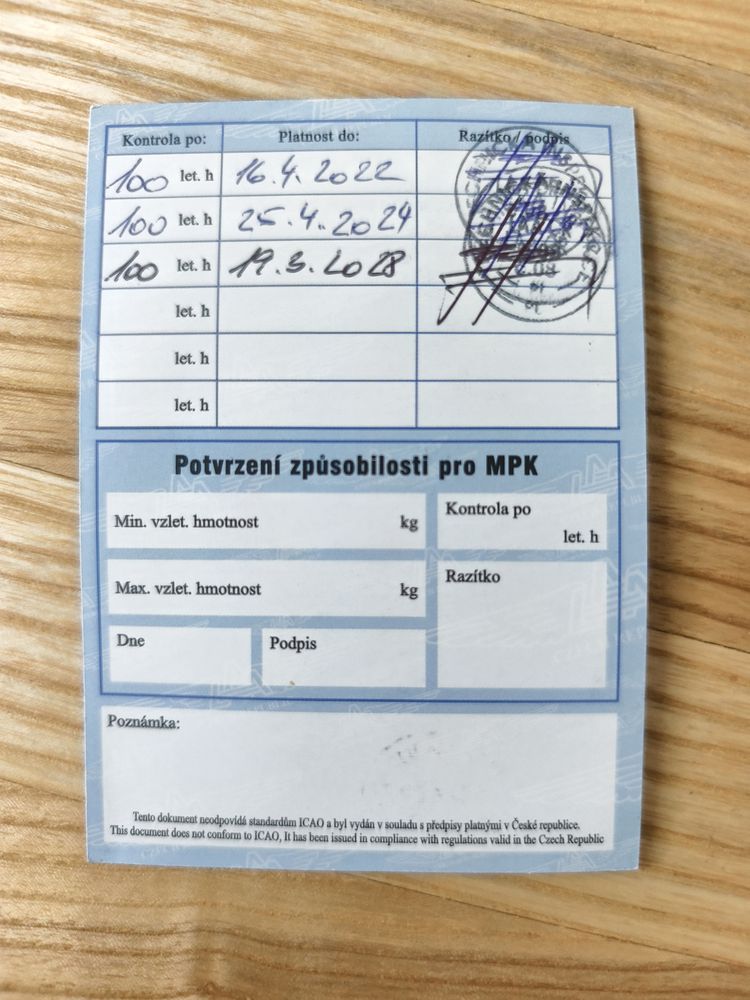 Kontrola po: Platnost do: Razítko / podpis
100 let. h 16.4.2022
100 let. h 25.4.2024
100 let. h 19.3.2028
let. h
let. h
let. h
Potvrzení způsobilosti pro MPK
Min. vzlet. hmotnost kg
Kontrola po
let. h
Max. vzlet. hmotnost kg
Razítko
Dne
Podpis
Poznámka:
Tento dokument neodpovídá standardům ICAO a byl vydán v souladu s předpisy platnými v České republice.
This document does not conform to ICAO, It has been issued in compliance with regulations valid in the Czech Republic